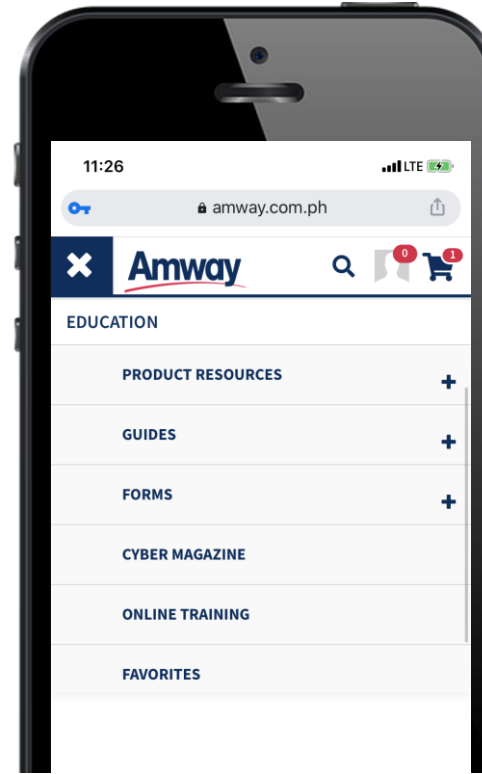 11:26
LTE
amway.com.ph
Amway
0
1
EDUCATION
PRODUCT RESOURCES
GUIDES
FORMS
CYBER MAGAZINE
ONLINE TRAINING
FAVORITES